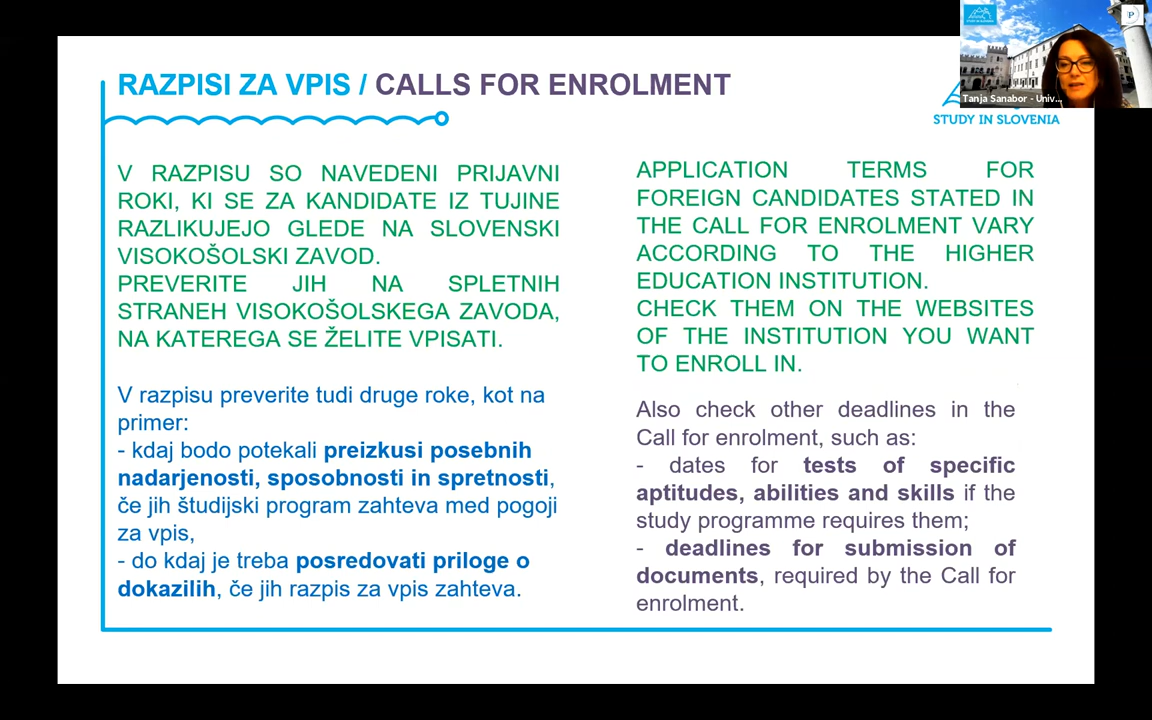 RAZPISI ZA VPIS / CALLS FOR ENROLMENT
V RAZPISU SO NAVEDENI PRIJAVNI
ROKI, KI SE ZA KANDIDATE IZ TUJINE
RAZLIKUJEJO GLEDE NA SLOVENSKI
VISOKOŠOLSKI ZAVOD.
PREVERITE JIH NA SPLETNIH
STRANEH VISOKOŠOLSKEGA ZAVODA,
NA KATEREGA SE ŽELITE VPISATI.
V razpisu preverite tudi druge roke, kot na
primer:
- kdaj bodo potekali preizkusi posebnih
nadarjenosti, sposobnosti in spretnosti,
če jih študijski program zahteva med pogoji
za vpis,
- do kdaj je treba posredovati priloge o
dokazilih, če jih razpis za vpis zahteva.
APPLICATION TERMS FOR
FOREIGN CANDIDATES STATED IN
THE CALL FOR ENROLMENT VARY
ACCORDING TO THE HIGHER
EDUCATION INSTITUTION.
CHECK THEM ON THE WEBSITES
OF THE INSTITUTION YOU WANT
TO ENROLL IN.
Also check other deadlines in the
Call for enrolment, such as:
- dates for tests of specific
aptitudes, abilities and skills if the
study programme requires them;
- deadlines for submission of
documents, required by the Call for
enrolment.
Tanja Sanabor - Univ...
STUDY IN SLOVENIA